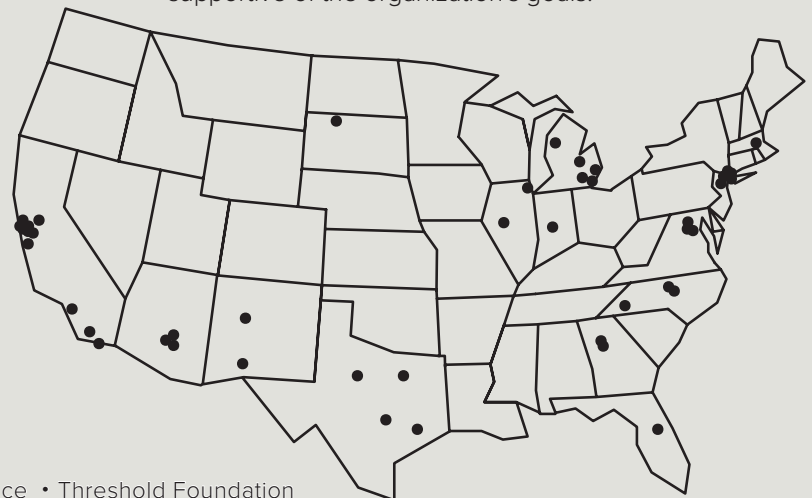 supportive of the organization's goals.
ce • Threshold Foundation